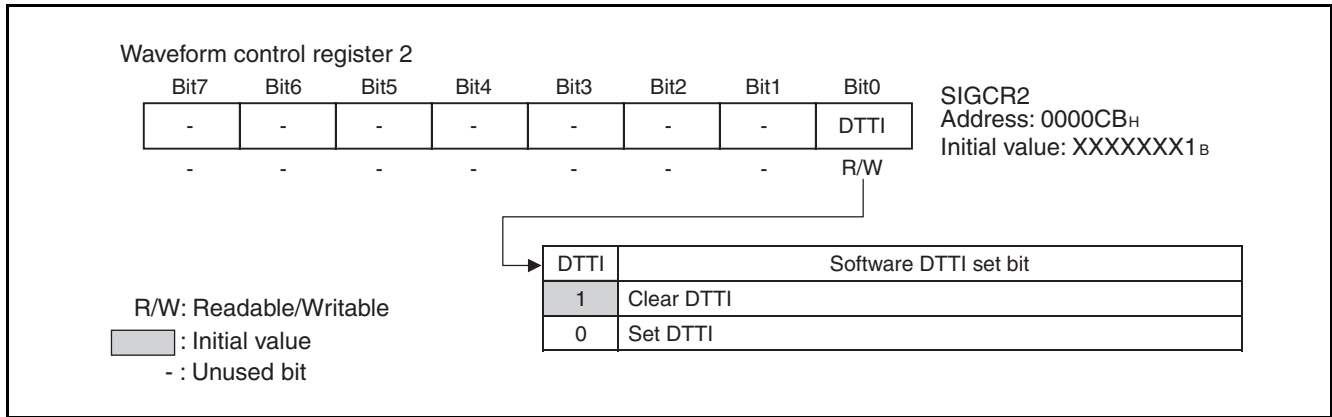 Waveform control register 2
Bit7 Bit6 Bit5 Bit4 Bit3 Bit2 Bit1 Bit0
- - - - - - - DTTI
- - - - - - - R/W
SIGCR2
Address: 0000CBH
Initial value: XXXXXXX1B
DTTI Software DTTI set bit
1 Clear DTTI
0 Set DTTI
R/W: Readable/Writable
: Initial value
- : Unused bit